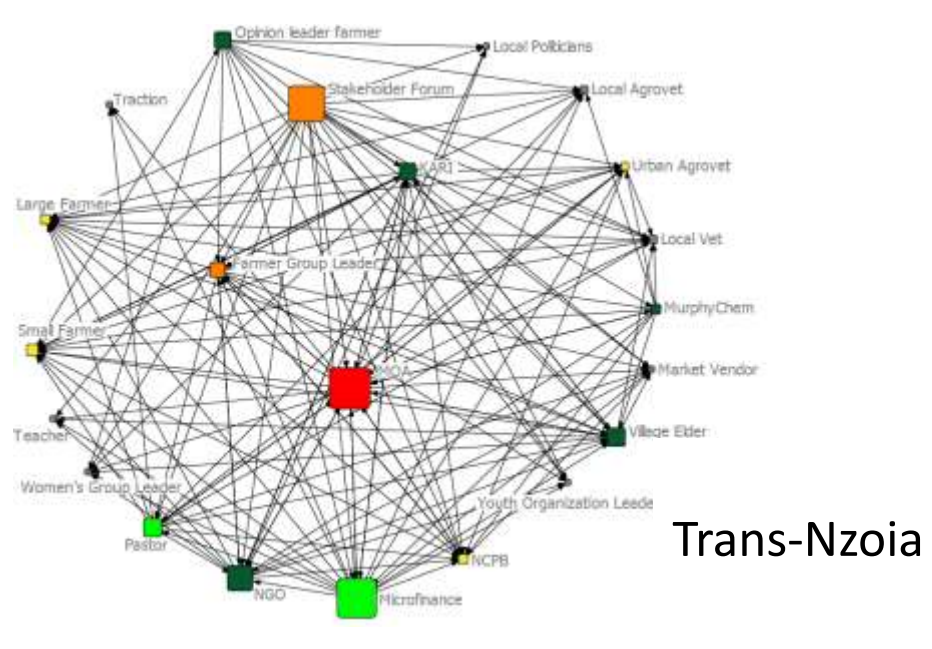 Opinion leader farmer
Local Politicians
Stakeholder Forum
Local Agrovet
Traction
KARI
Urban Agrovet
Large Farmer
Local Vet
Farmer Group Leader
MurphyChem
Small Farmer
MOA
Market Vendor
Teacher
Village Elder
Women's Group Leader
Youth Organization Leade
Trans-Nzoia
Pastor
NCPB
NGO
Microfinance